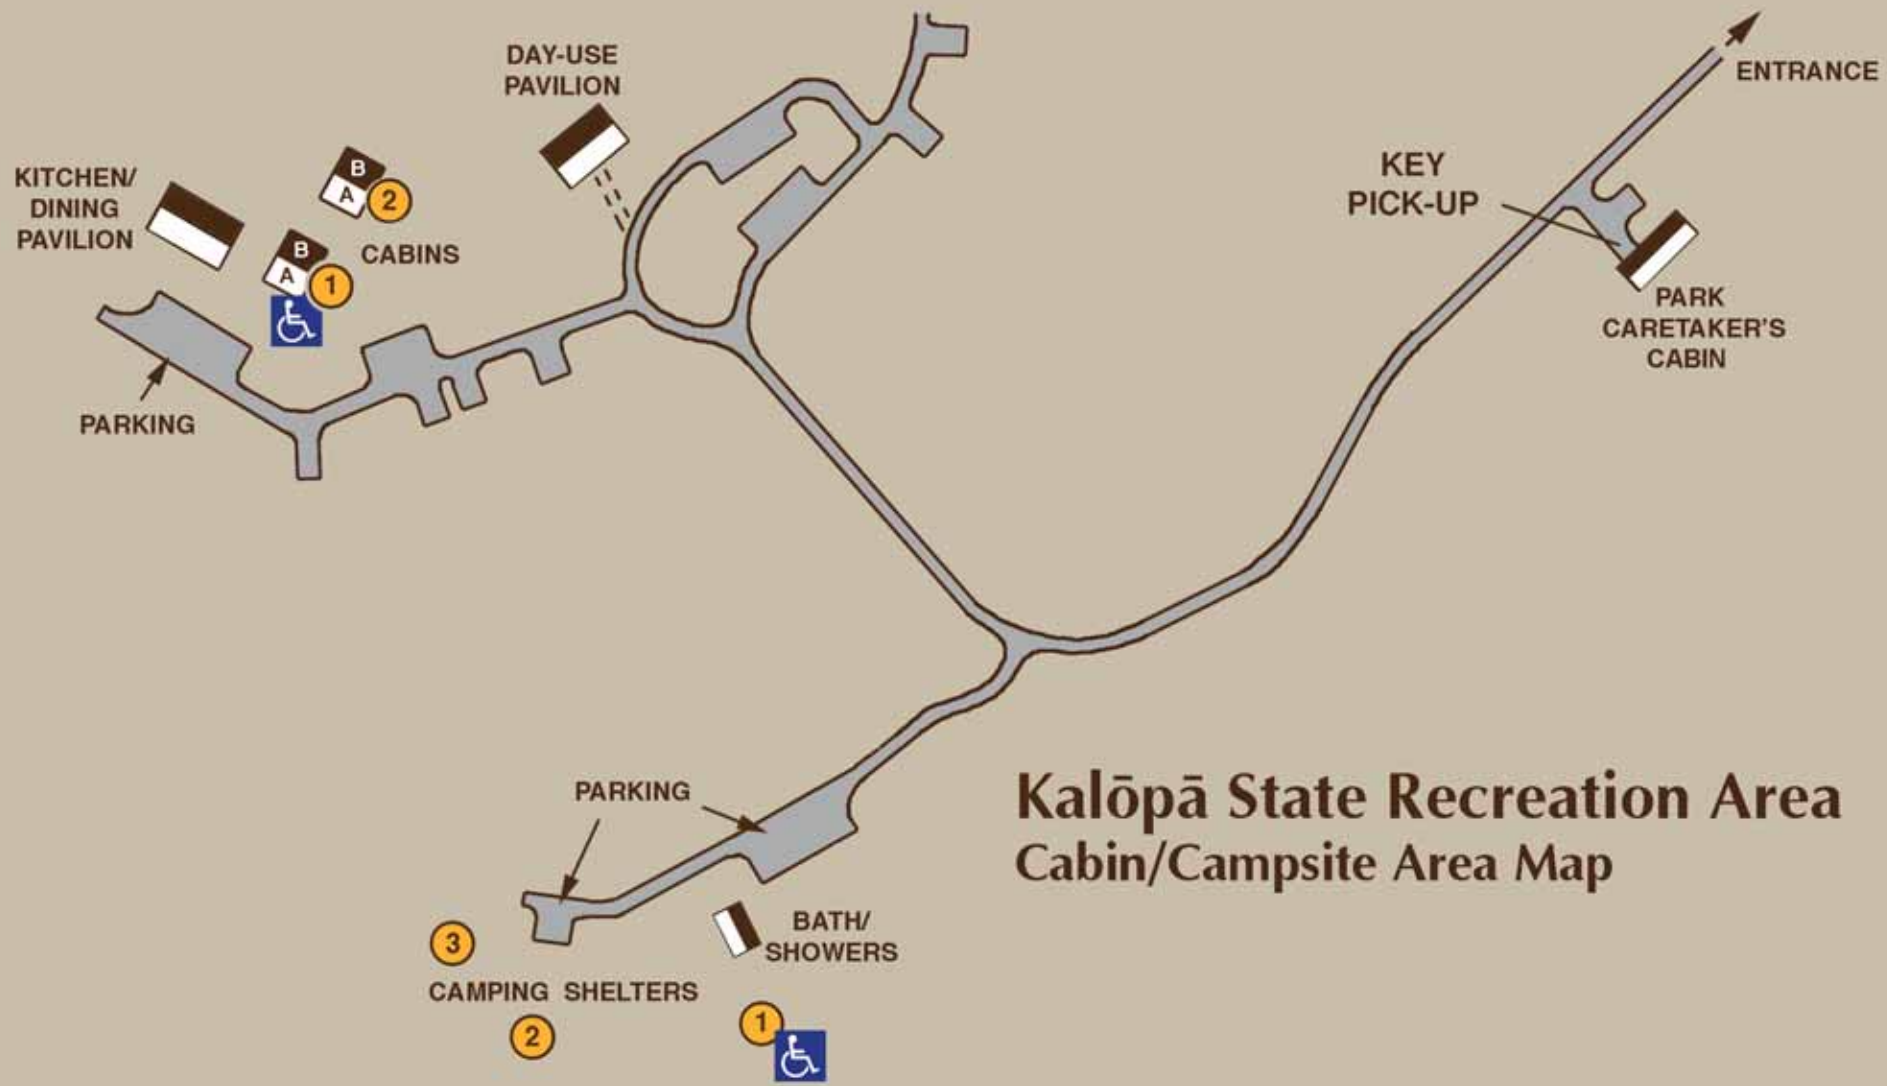 DAY-USE
PAVILION
ENTRANCE
KITCHEN/
DINING
PAVILION
B
A
2
CABINS
B
A
1
KEY
PICK-UP
PARK
CARETAKER'S
CABIN
PARKING
PARKING
Kalōpā State Recreation Area
Cabin/Campsite Area Map
BATH/
SHOWERS
3
CAMPING SHELTERS
2
1